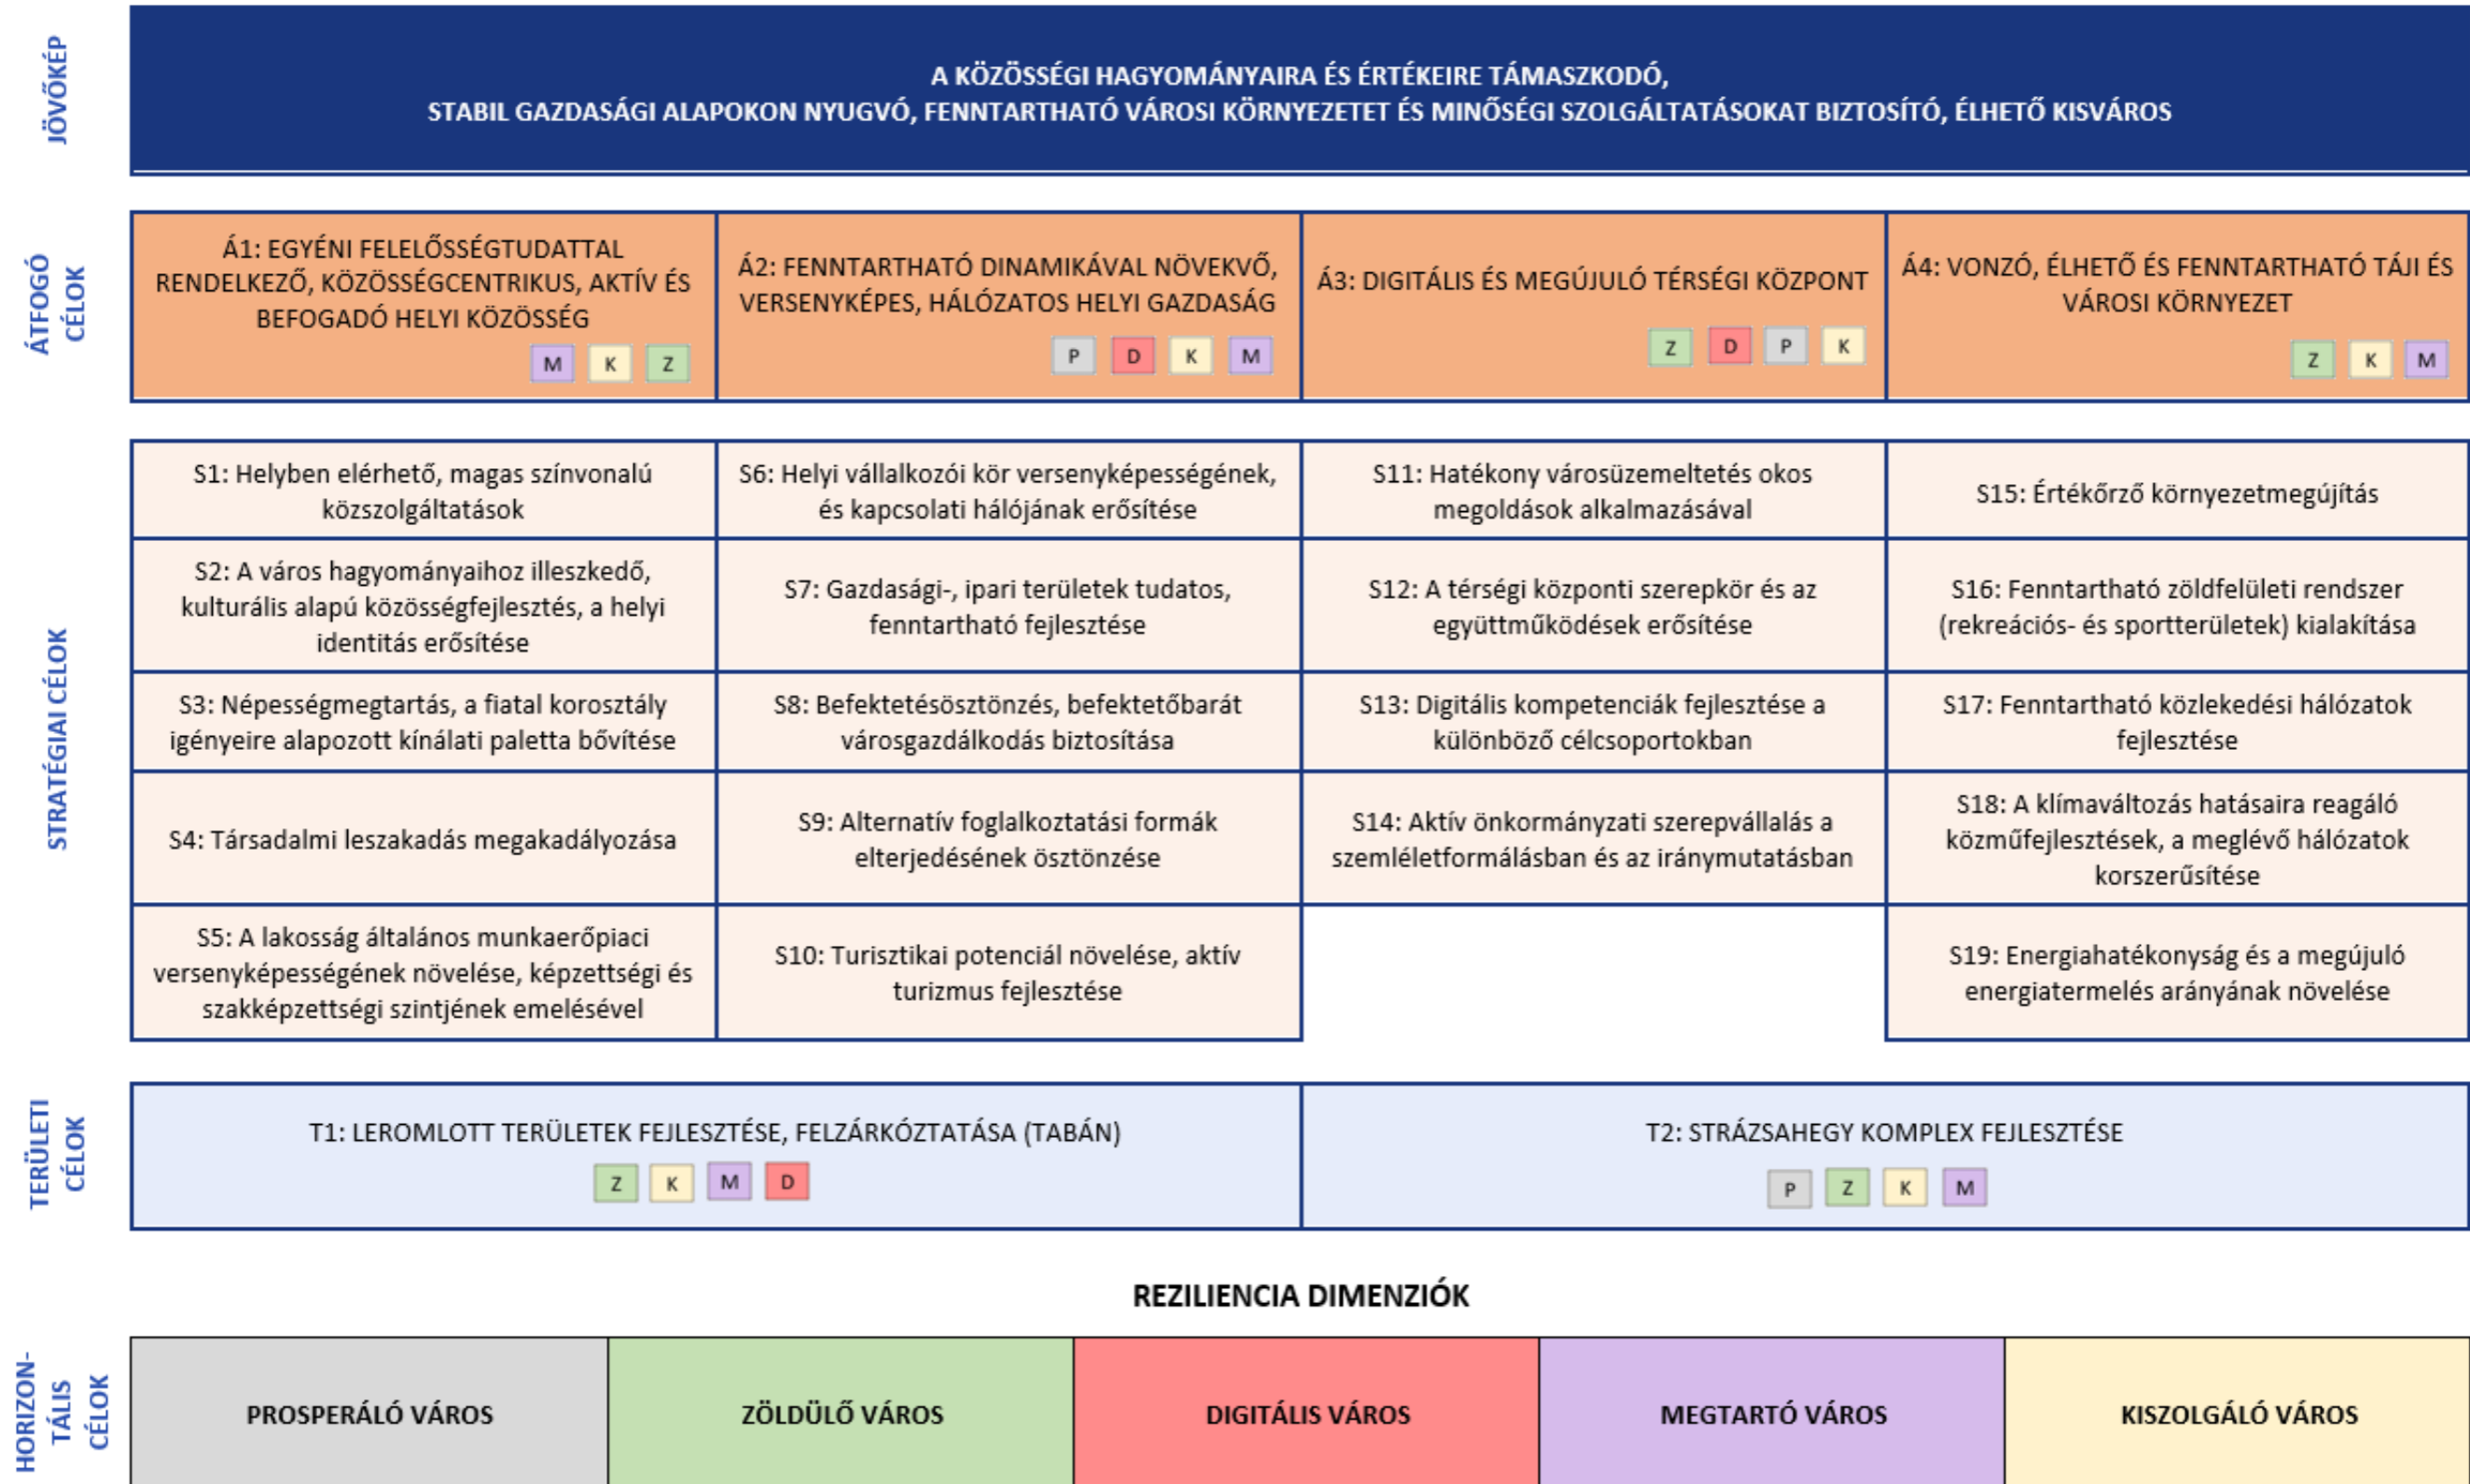 JÖVŐKÉP
A KÖZÖSSÉGI HAGYOMÁNYAIRA ÉS ÉRTÉKEIRE TÁMASZKODÓ,
STABIL GAZDASÁGI ALAPOKON NYUGVÓ, FENNTARTHATÓ VÁROSI KÖRNYEZETET ÉS MINŐSÉGI SZOLGÁLTATÁSOKAT BIZTOSÍTÓ, ÉLHETŐ KISVÁROS
ÁTFOGÓ
CÉLOK
Á1: EGYÉNI FELELŐSSÉGTUDATTAL
RENDELKEZŐ, KÖZÖSSÉGCENTRIKUS, AKTÍV ÉS
BEFOGADÓ HELYI KÖZÖSSÉG
M K Z
Á2: FENNTARTHATÓ DINAMIKÁVAL NÖVEKVŐ,
VERSENYKÉPES, HÁLÓZATOS HELYI GAZDASÁG
P D K M
Á3: DIGITÁLIS ÉS MEGÚJULÓ TÉRSÉGI KÖZPONT
Z D P K
Á4: VONZÓ, ÉLHETŐ ÉS FENNTARTHATÓ TÁJI ÉS
VÁROSI KÖRNYEZET
Z K M
STRATÉGIAI CÉLOK
S1: Helyben elérhető, magas színvonalú
közszolgáltatások
S6: Helyi vállalkozói kör versenyképességének,
és kapcsolati hálójának erősítése
S11: Hatékony városüzemeltetés okos
megoldások alkalmazásával
S15: Értékőrző környezetmegújítás
S2: A város hagyományaihoz illeszkedő,
kulturális alapú közösségfejlesztés, a helyi
identitás erősítése
S7: Gazdasági-, ipari területek tudatos,
fenntartható fejlesztése
S12: A térségi központi szerepkör és az
együttműködések erősítése
S16: Fenntartható zöldfelületi rendszer
(rekreációs- és sportterületek) kialakítása
S3: Népességmegtartás, a fiatal korosztály
igényeire alapozott kínálati paletta bővítése
S8: Befektetésösztönzés, befektetőbarát
városgazdálkodás biztosítása
S13: Digitális kompetenciák fejlesztése a
különböző célcsoportokban
S17: Fenntartható közlekedési hálózatok
fejlesztése
S4: Társadalmi leszakadás megakadályozása
S9: Alternatív foglalkoztatási formák
elterjedésének ösztönzése
S14: Aktív önkormányzati szerepvállalás a
szemléletformálásban és az iránymutatásban
S18: A klímaváltozás hatásaira reagáló
közműfejlesztések, a meglévő hálózatok
korszerűsítése
S5: A lakosság általános munkaerőpiaci
versenyképességének növelése, képzettségi és
szakképzettségi szintjének emelésével
S10: Turisztikai potenciál növelése, aktív
turizmus fejlesztése
S19: Energiahatékonyság és a megújuló
energiatermelés arányának növelése
TERÜLETI
CÉLOK
T1: LEROMLOTT TERÜLETEK FEJLESZTÉSE, FELZÁRKÓZTATÁSA (TABÁN)
Z K M D
T2: STRÁZSAHEGY KOMPLEX FEJLESZTÉSE
P Z K M
REZILIENCIA DIMENZIÓK
HORIZON-
TÁLIS
CÉLOK
PROSPERÁLÓ VÁROS
ZÖLDÜLŐ VÁROS
DIGITÁLIS VÁROS
MEGTARTÓ VÁROS
KISZOLGÁLÓ VÁROS